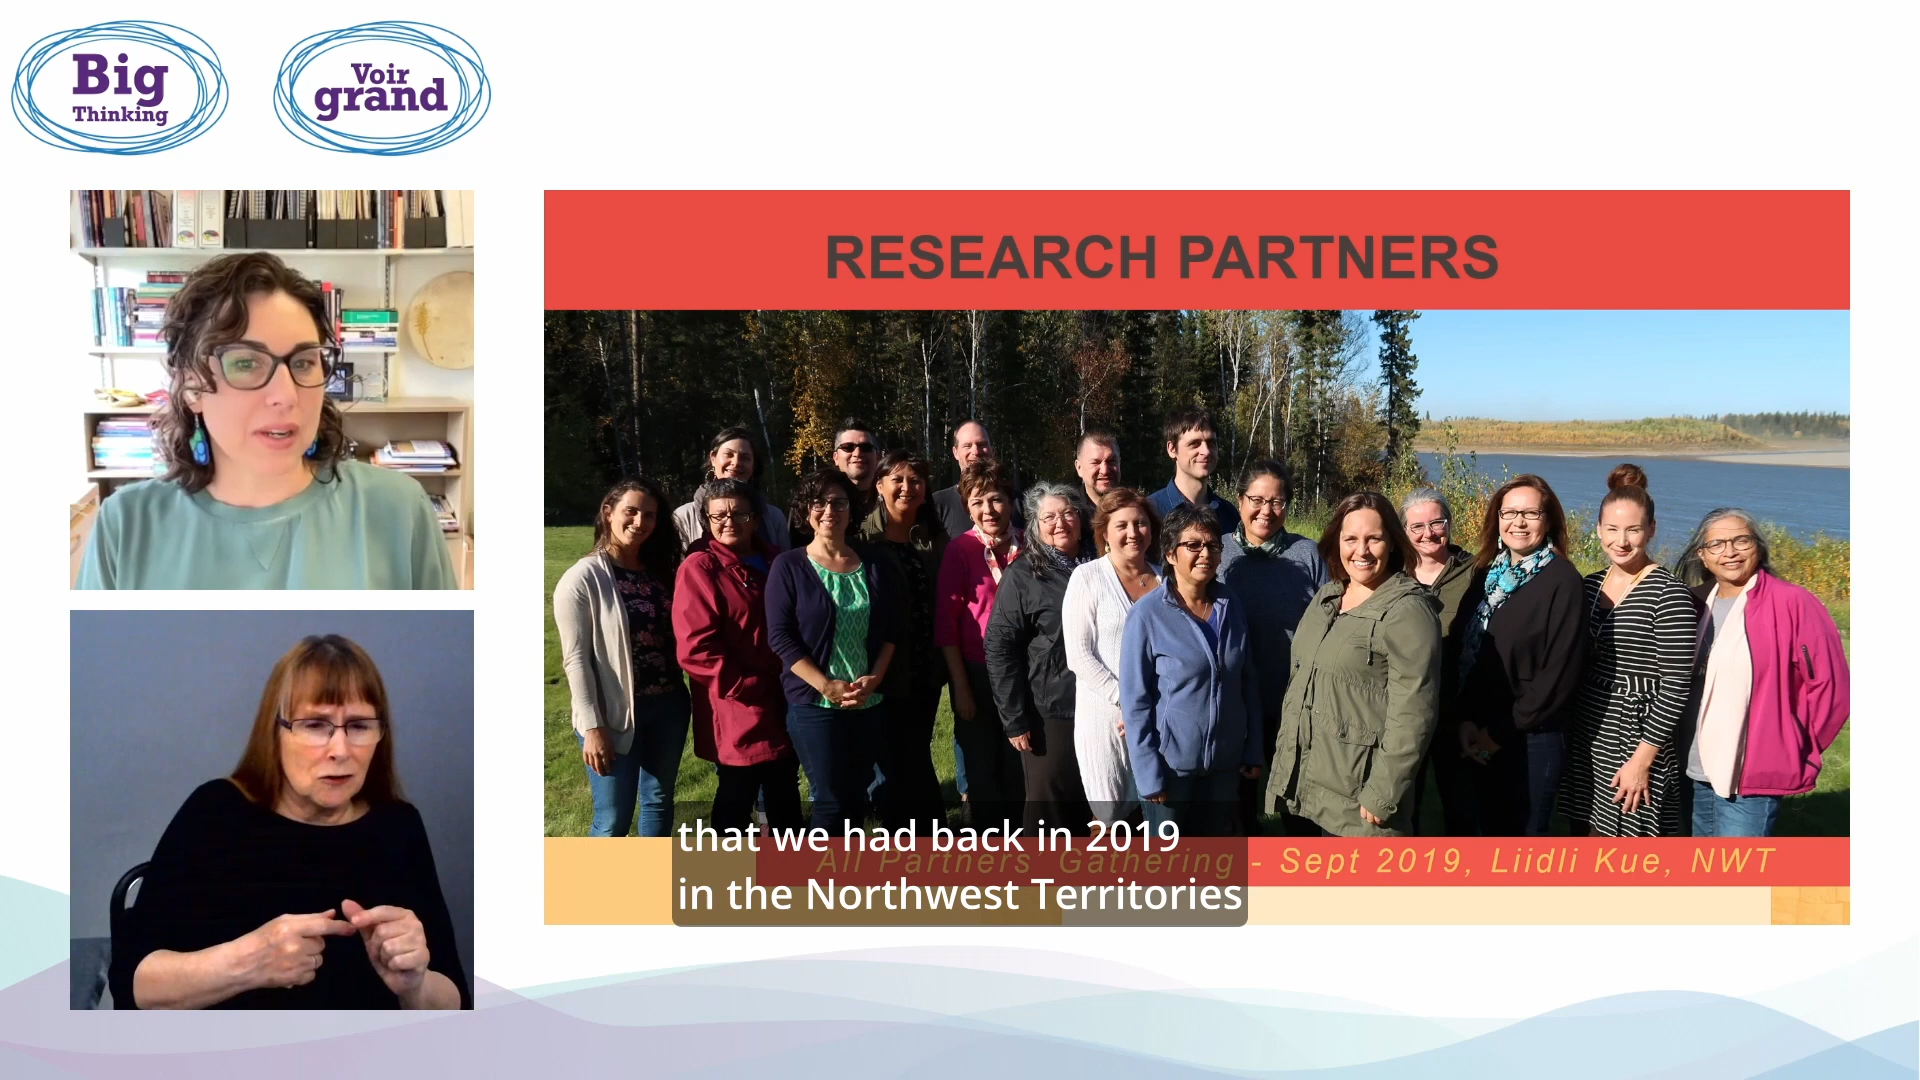 Big
Thinking
Voir
grand
RESEARCH PARTNERS
All Partners' Gathering - Sept 2019, Liidli Kue, NWT
that we had back in 2019
in the Northwest Territories